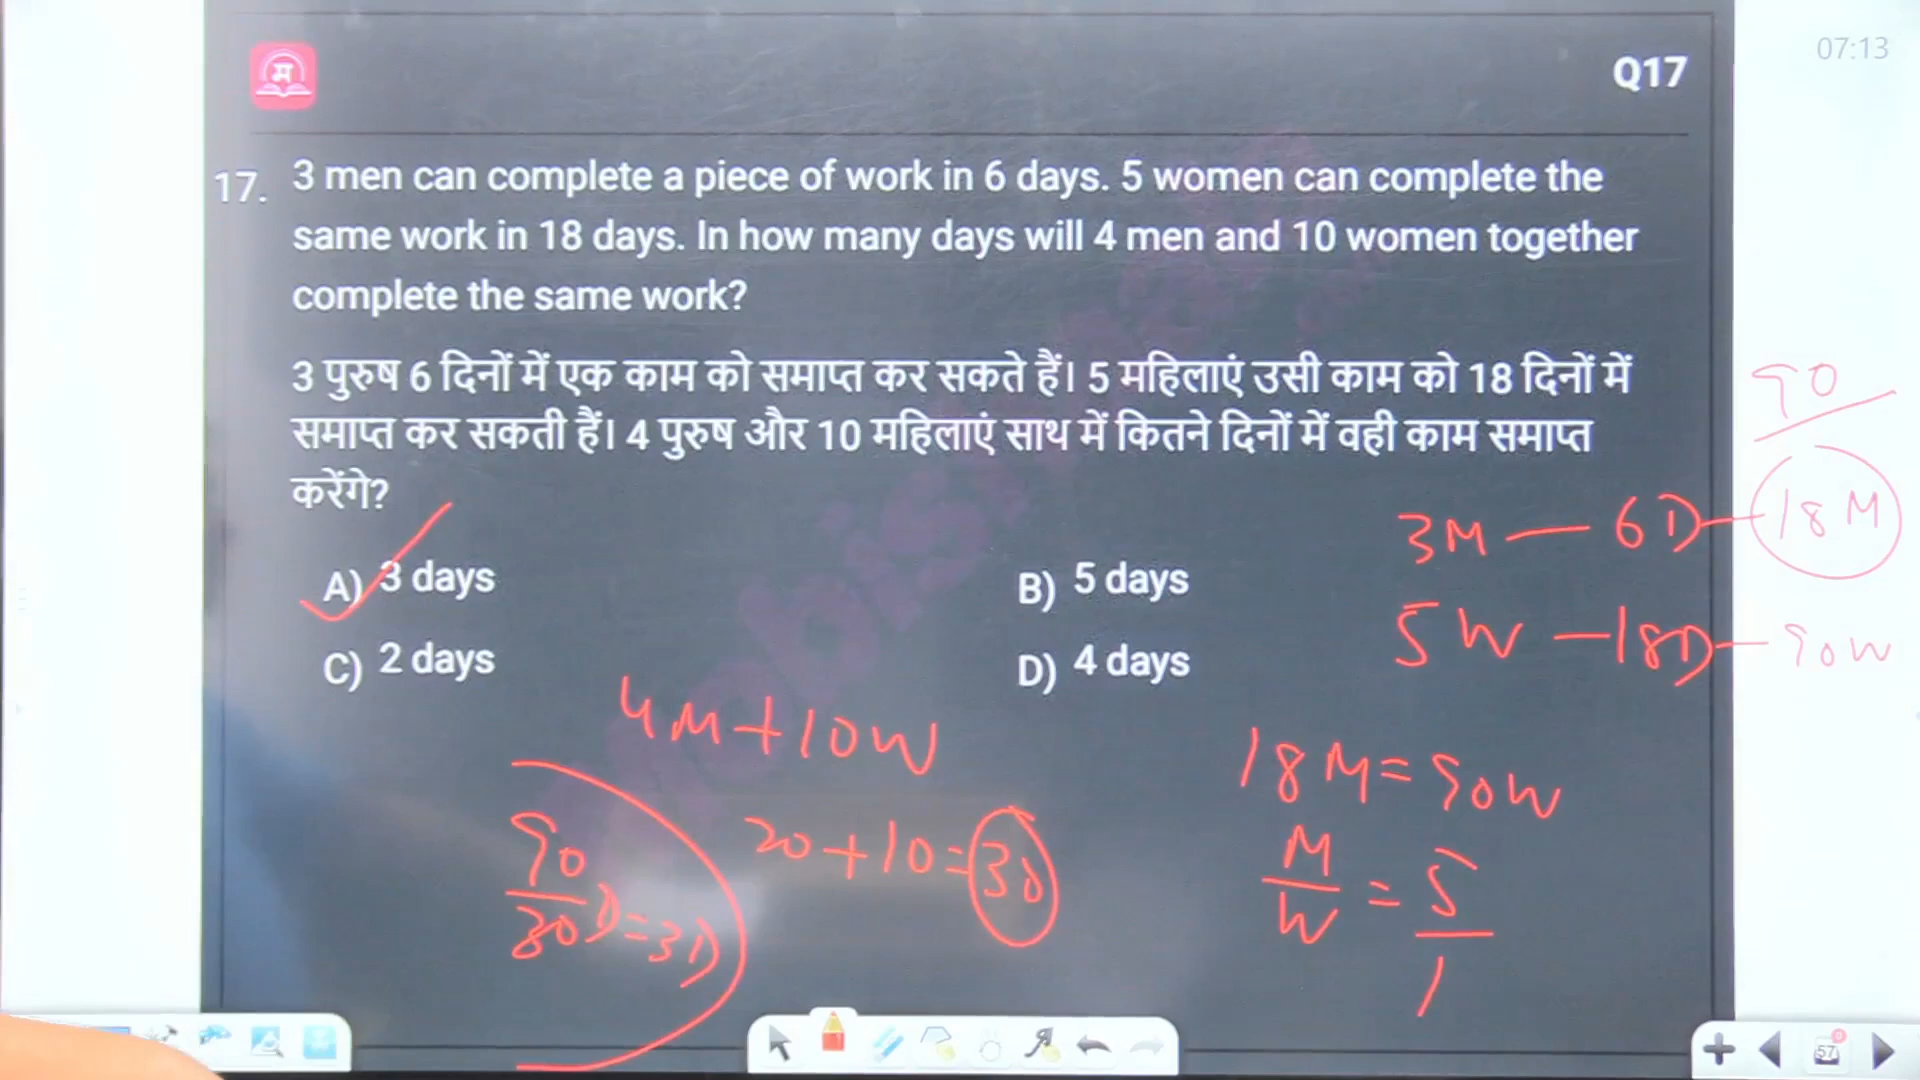 म
Q17
07:13
17. 3 men can complete a piece of work in 6 days. 5 women can complete the
same work in 18 days. In how many days will 4 men and 10 women together
complete the same work?
3 पुरुष 6 दिनों में एक काम को समाप्त कर सकते हैं। 5 महिलाएं उसी काम को 18 दिनों में
समाप्त कर सकती हैं। 4 पुरुष और 10 महिलाएं साथ में कितने दिनों में वही काम समाप्त
करेंगे?
A) 3 days
B) 5 days
C) 2 days
D) 4 days
90
3M — 6D — 18M
5W — 18D — 90W
4M+10W
20+10=30
90
30 D=3D
18M=90W
M
W = 5
1
57